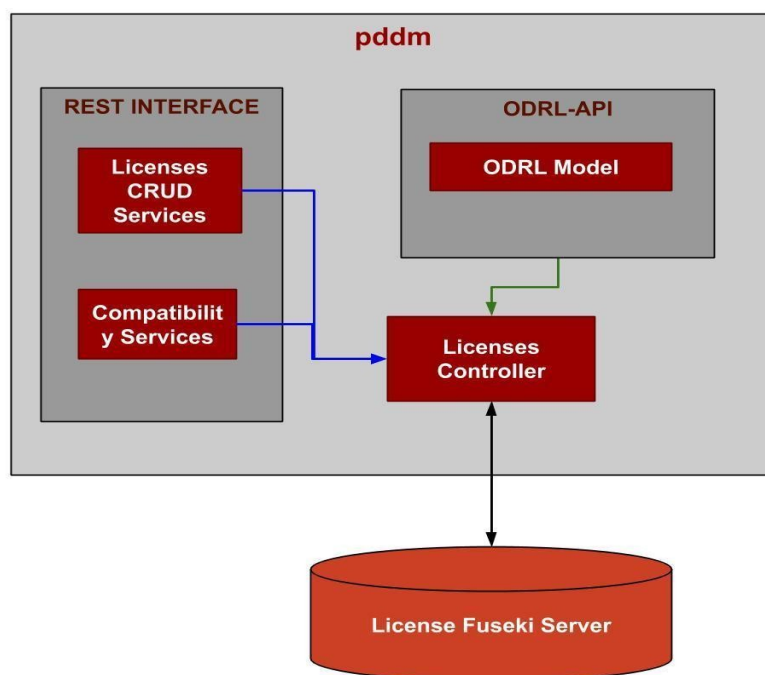 pddm
REST INTERFACE
Licenses
CRUD
Services
Compatibilit
y Services
ODRL-API
ODRL Model
Licenses
Controller
License Fuseki Server